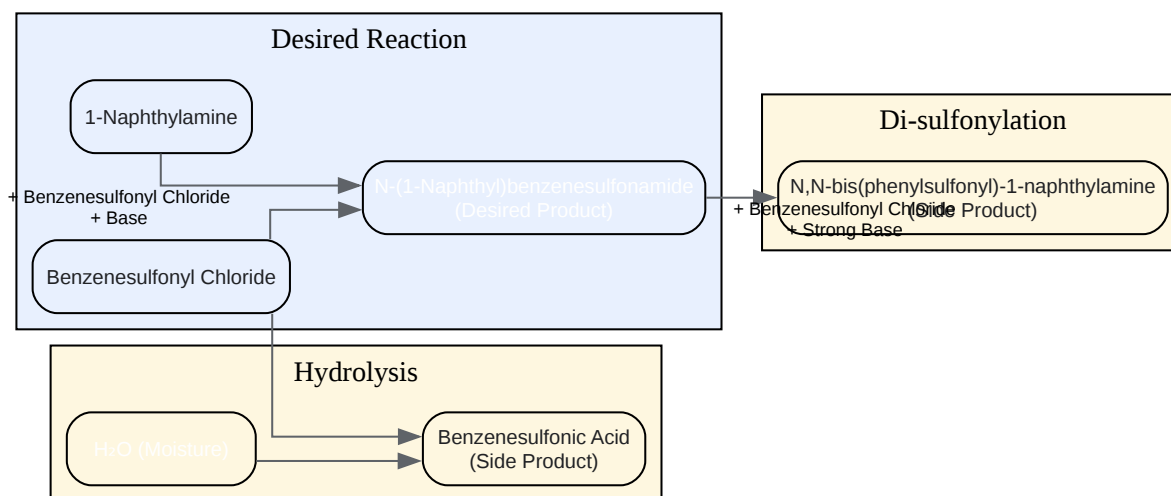 Desired Reaction
1-Naphthylamine
+ Benzenesulfonyl Chloride
+ Base
Benzenesulfonyl Chloride
N-(1-Naphthyl)benzenesulfonamide
(Desired Product)
Di-sulfonylation
N,N-bis(phenylsulfonyl)-1-naphthylamine
(Side Product)
+ Benzenesulfonyl Chloride
+ Strong Base
Hydrolysis
H₂O (Moisture)
Benzenesulfonic Acid
(Side Product)